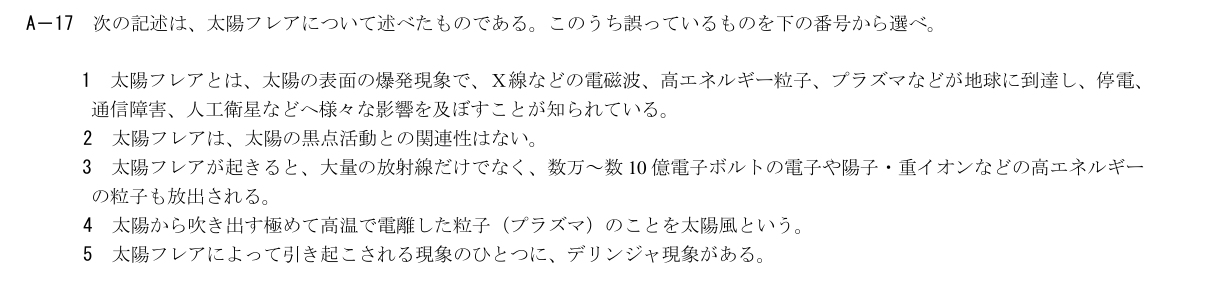 A－17 次の記述は、太陽フレアについて述べたものである。このうち誤っているものを下の番号から選べ。
1 太陽フレアとは、太陽の表面の爆発現象で、X線などの電磁波、高エネルギー粒子、プラズマなどが地球に到達し、停電、
通信障害、人工衛星などへ様々な影響を及ぼすことが知られている。
2 太陽フレアは、太陽の黒点活動との関連性はない。
3 太陽フレアが起きると、大量の放射線だけでなく、数万～数 10 億電子ボルトの電子や陽子・重イオンなどの高エネルギー
の粒子も放出される。
4 太陽から吹き出す極めて高温で電離した粒子（プラズマ）のことを太陽風という。
5 太陽フレアによって引き起こされる現象のひとつに、デリンジャ現象がある。